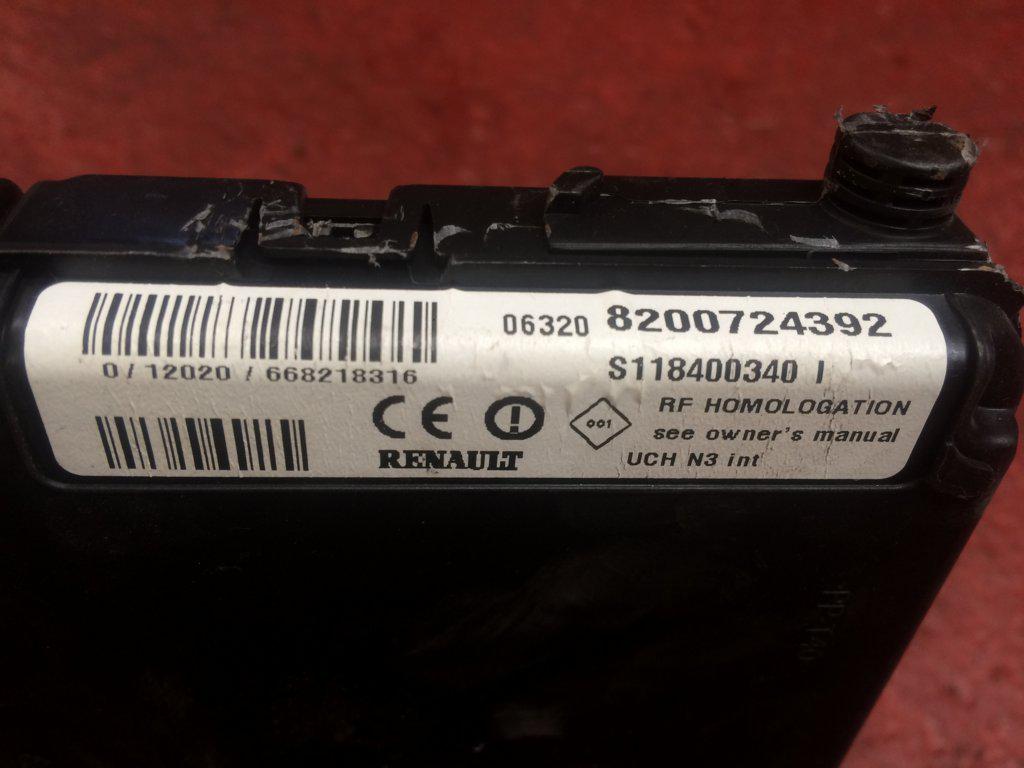 06320 8200724392
0 / 12020 / 668218316
S118400340 I
CE
001
RF HOMOLOGATION
see owner's manual
RENAULT
UCH N3 int